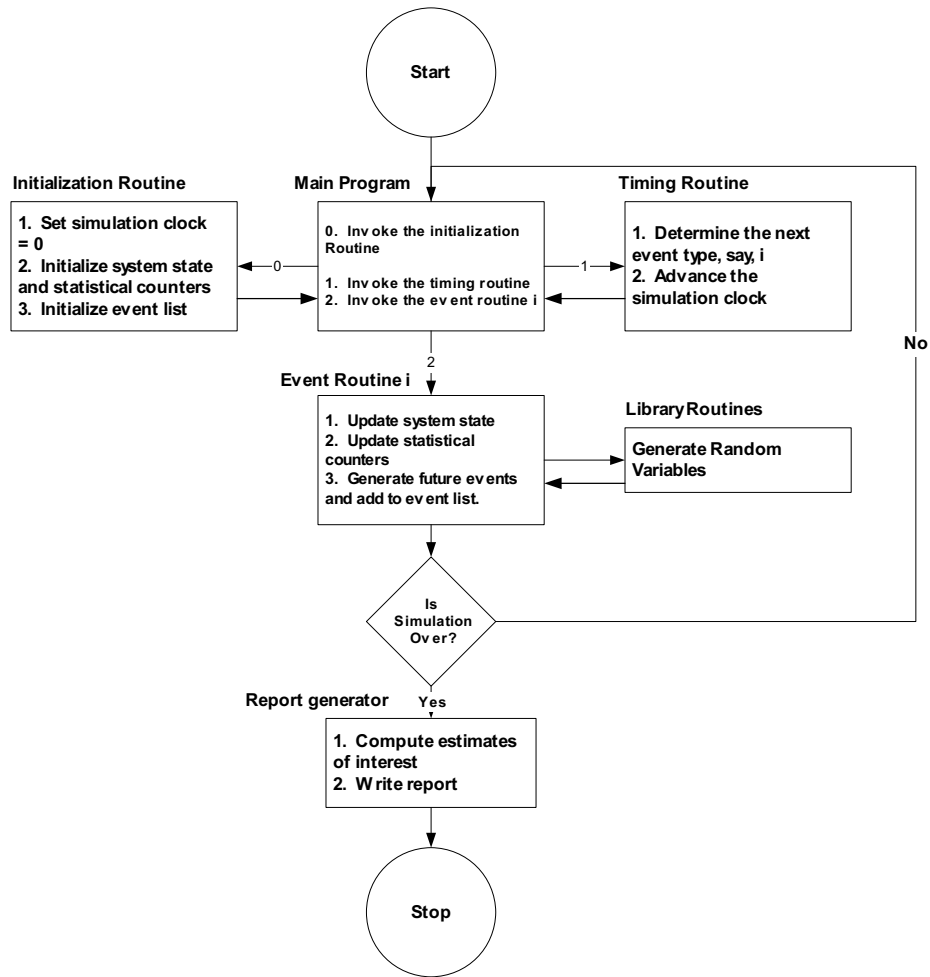 Start
Initialization Routine
1. Set simulation clock
= 0
2. Initialize system state
and statistical counters
3. Initialize event list
0
Main Program
0. Invoke the initialization
Routine
1. Invoke the timing routine
2. Invoke the event routine i
1
Timing Routine
1. Determine the next
event type, say, i
2. Advance the
simulation clock
No
2
Event Routine i
1. Update system state
2. Update statistical
counters
3. Generate future events
and add to event list.
Library Routines
Generate Random
Variables
Is
Simulation
Over?
Yes
Report generator
1. Compute estimates
of interest
2. Write report
Stop